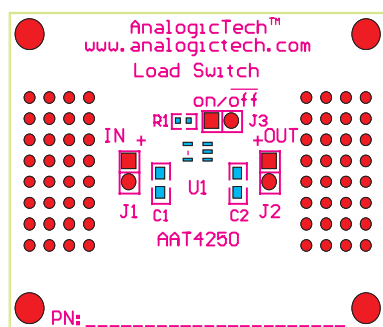 AnalogicTech™
www.analogictech.com
Load Switch
on/off
R1 J3
IN + +OUT
U1
J1 C1 C2 J2
AAT4250
PN:_____________________